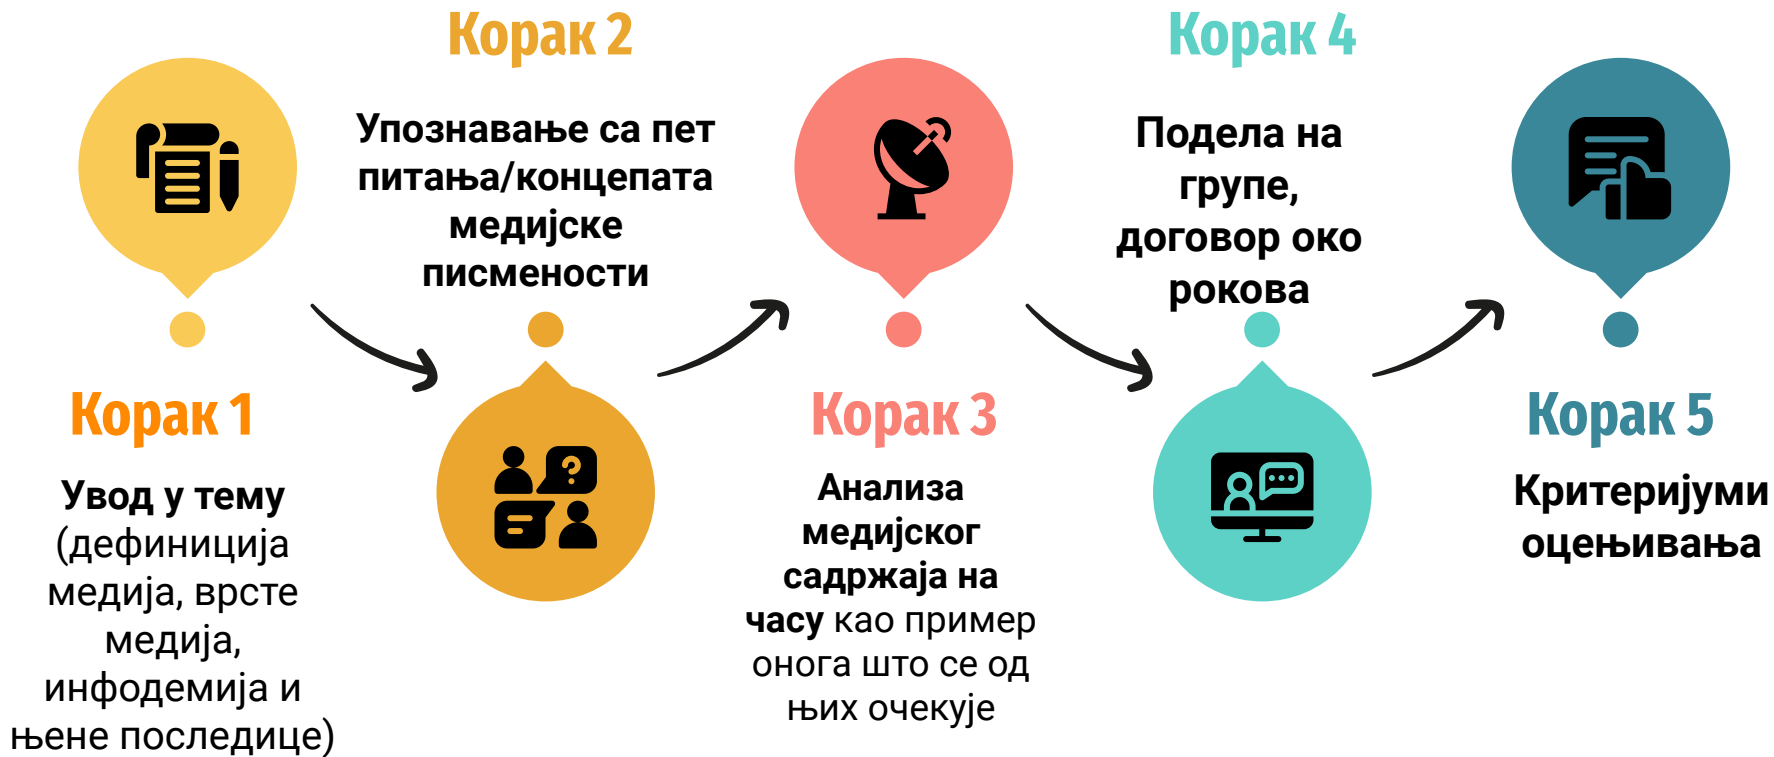 Корак 1
Увод у тему
(дефиниција
медија, врсте
медија,
инфодемија и
њене последице)
Корак 2
Упознавање са пет
питања/концепата
медијске
писмености
Корак 3
Анализа
медијског
садржаја на
часу као пример
онога што се од
њих очекује
Корак 4
Подела на
групе,
договор око
рокова
Корак 5
Критеријуми
оцењивања